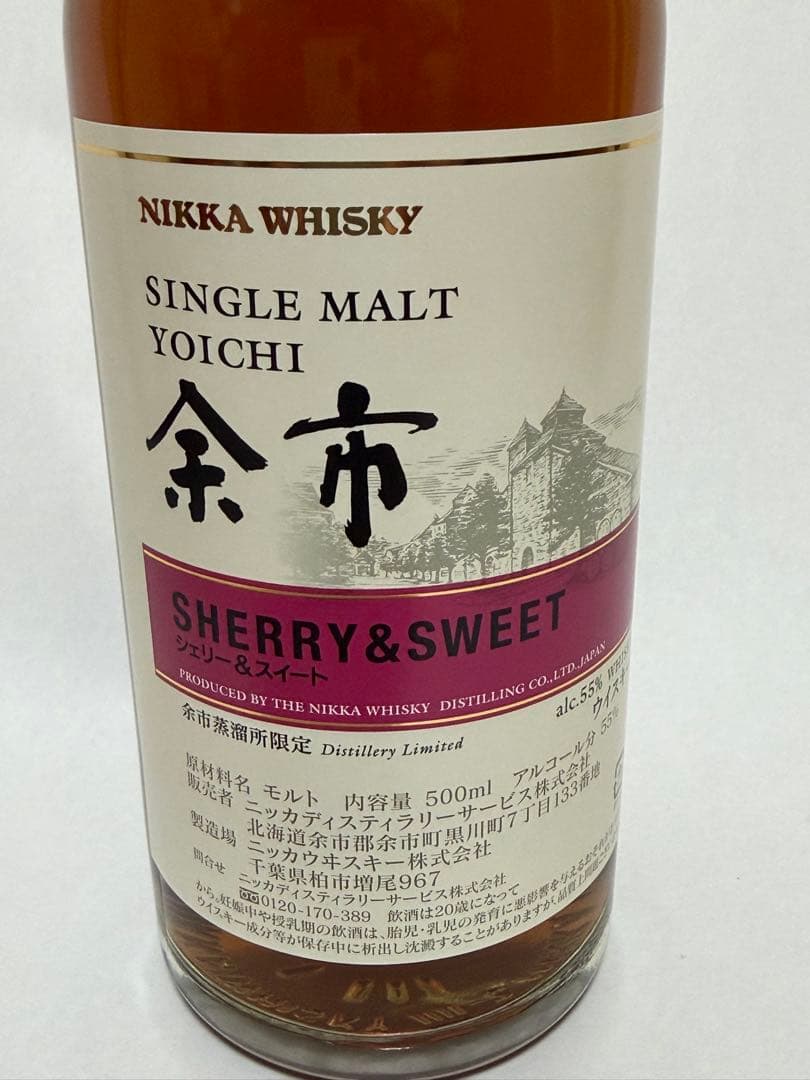 NIKKA WHISKY
SINGLE MALT
YOICHI
余市
SHERRY&SWEET
シェリー&スイート
PRODUCED BY THE NIKKA WHISKY DISTILLING CO.,LTD.,JAPAN
余市蒸溜所限定 Distillery Limited
alc.55%
ウイスキ
原材料名 モルト 内容量 500ml アルコール分 55%
販売者 ニッカディスティラリーサービス株式会社
北海道余市郡余市町黒川町7丁目133番地
製造場 ニッカウヰスキー株式会社
千葉県柏市増尾967
問合せ ニッカディスティラリーサービス株式会社
0120-170-389 飲酒は20歳になって
から。妊娠中や授乳期の飲酒は、胎児・乳児の発育に悪影響を与えるおそれ
ウイスキー成分等が保存中に析出し沈澱することがありますが、品質上問題